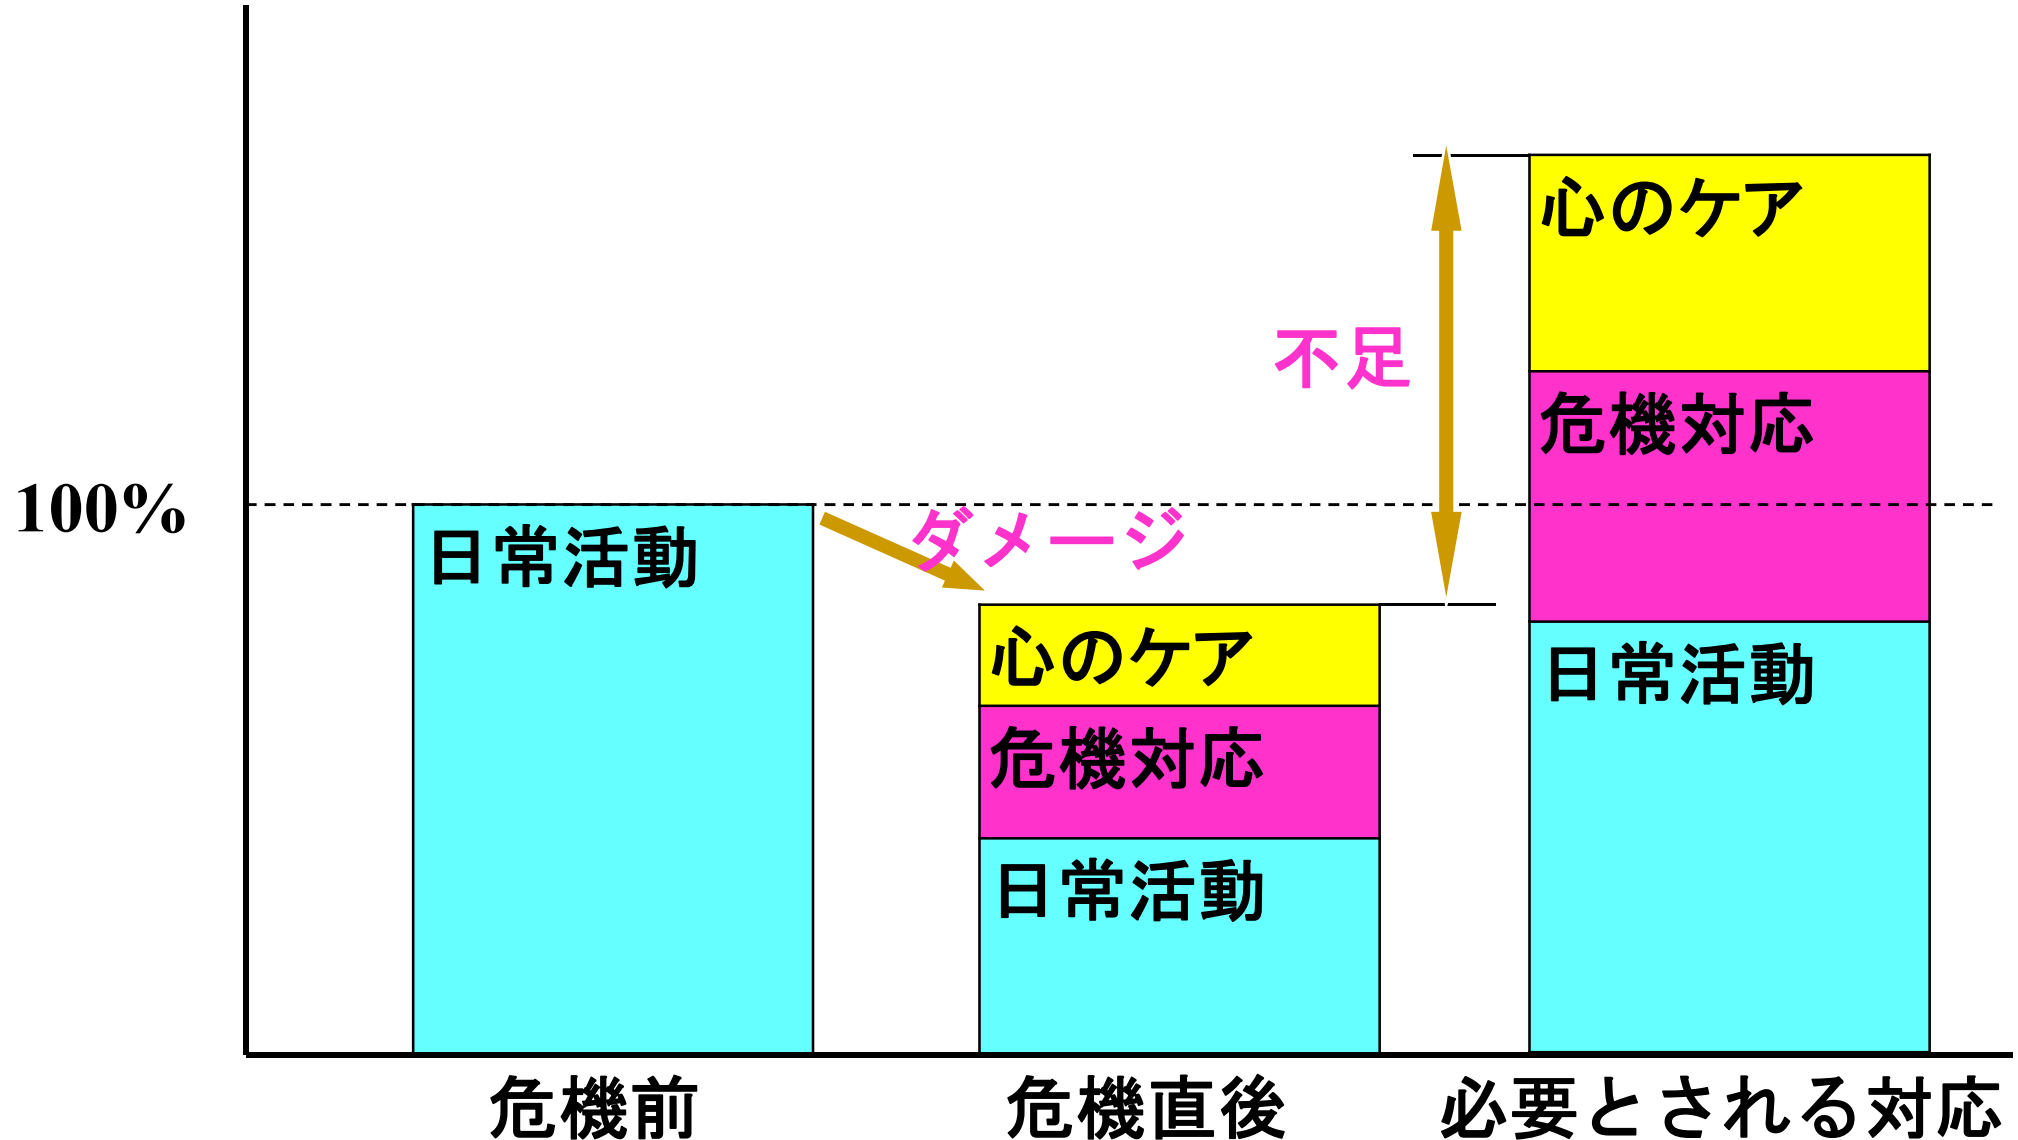 心のケア
不足
危機対応
100%
日常活動
ダメージ
心のケア
危機対応
日常活動
日常活動
危機前
危機直後
必要とされる対応